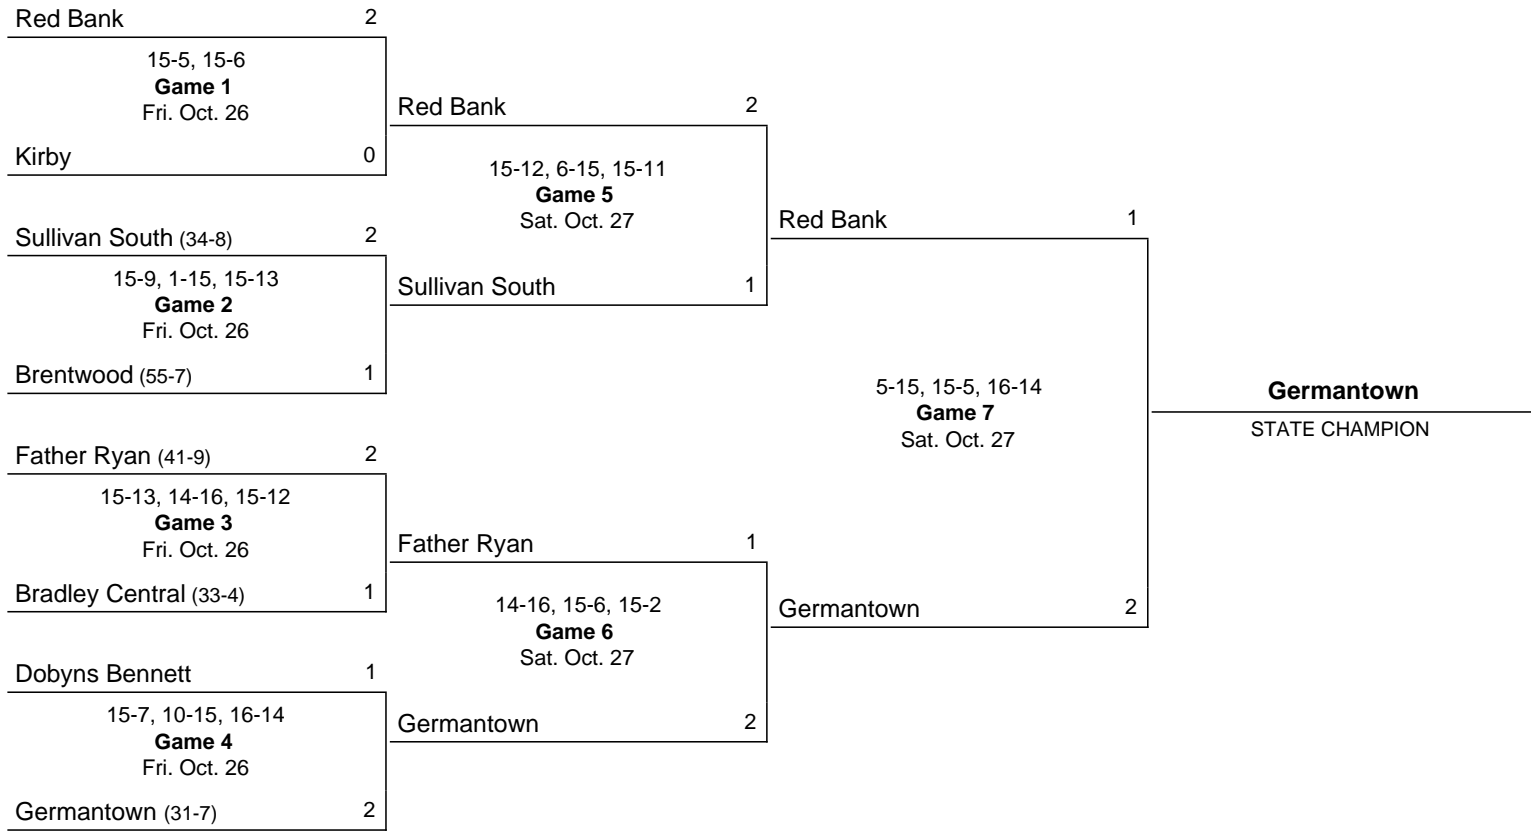 Red Bank 2
15-5, 15-6
Game 1
Fri. Oct. 26
Kirby 0
Sullivan South (34-8) 2
15-9, 1-15, 15-13
Game 2
Fri. Oct. 26
Brentwood (55-7) 1
Father Ryan (41-9) 2
15-13, 14-16, 15-12
Game 3
Fri. Oct. 26
Bradley Central (33-4) 1
Dobyns Bennett 1
15-7, 10-15, 16-14
Game 4
Fri. Oct. 26
Germantown (31-7) 2
Red Bank 2
15-12, 6-15, 15-11
Game 5
Sat. Oct. 27
Sullivan South 1
Father Ryan 1
14-16, 15-6, 15-2
Game 6
Sat. Oct. 27
Germantown 2
Red Bank 1
5-15, 15-5, 16-14
Game 7
Sat. Oct. 27
Germantown 2
Germantown
STATE CHAMPION